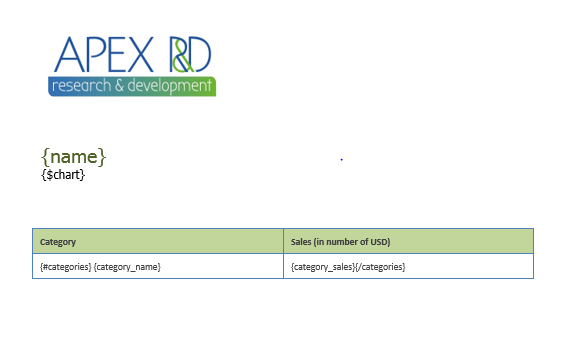 APEX R&D
research & development
{name}
{$chart}
Category
Sales (in number of USD)
{#categories} {category_name}
{category_sales}{/categories}